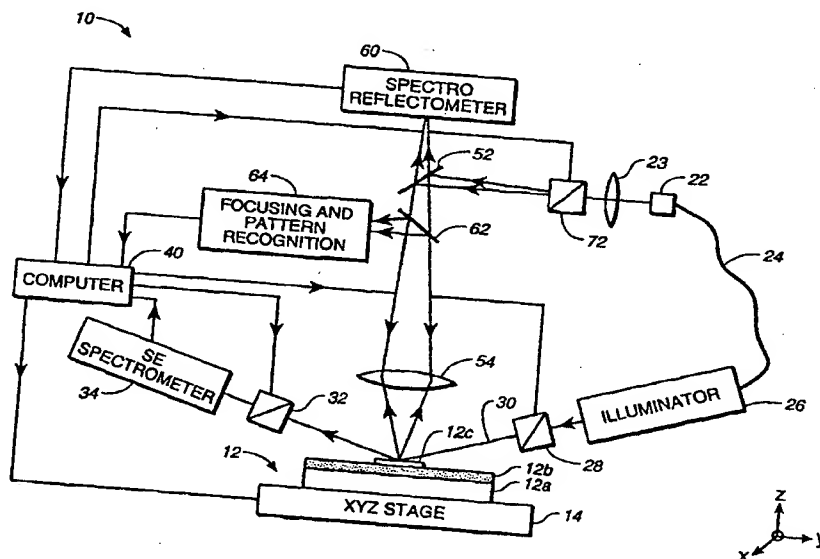 10
60
SPECTRO
REFLECTOMETER
52
23
22
64
FOCUSING AND
PATTERN
RECOGNITION
62
72
24
40
COMPUTER
SE
SPECTROMETER
34
32
54
30
ILLUMINATOR
26
28
12
12c
12b
12a
XYZ STAGE
14
Z
X
Y